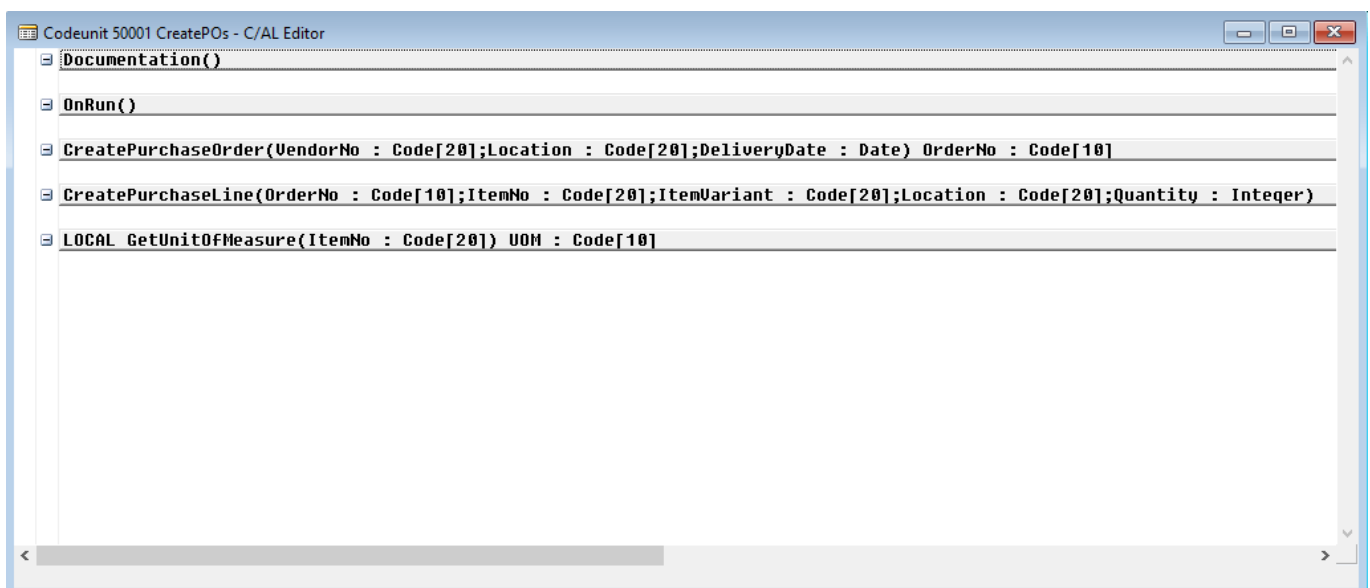 Codeunit 50001 CreatePOs - C/AL Editor
Documentation()
OnRun()
CreatePurchaseOrder(VendorNo : Code[20];Location : Code[20];DeliveryDate : Date) OrderNo : Code[10]
CreatePurchaseLine(OrderNo : Code[10];ItemNo : Code[20];ItemVariant : Code[20];Location : Code[20];Quantity : Integer)
LOCAL GetUnitOfMeasure(ItemNo : Code[20]) UOM : Code[10]